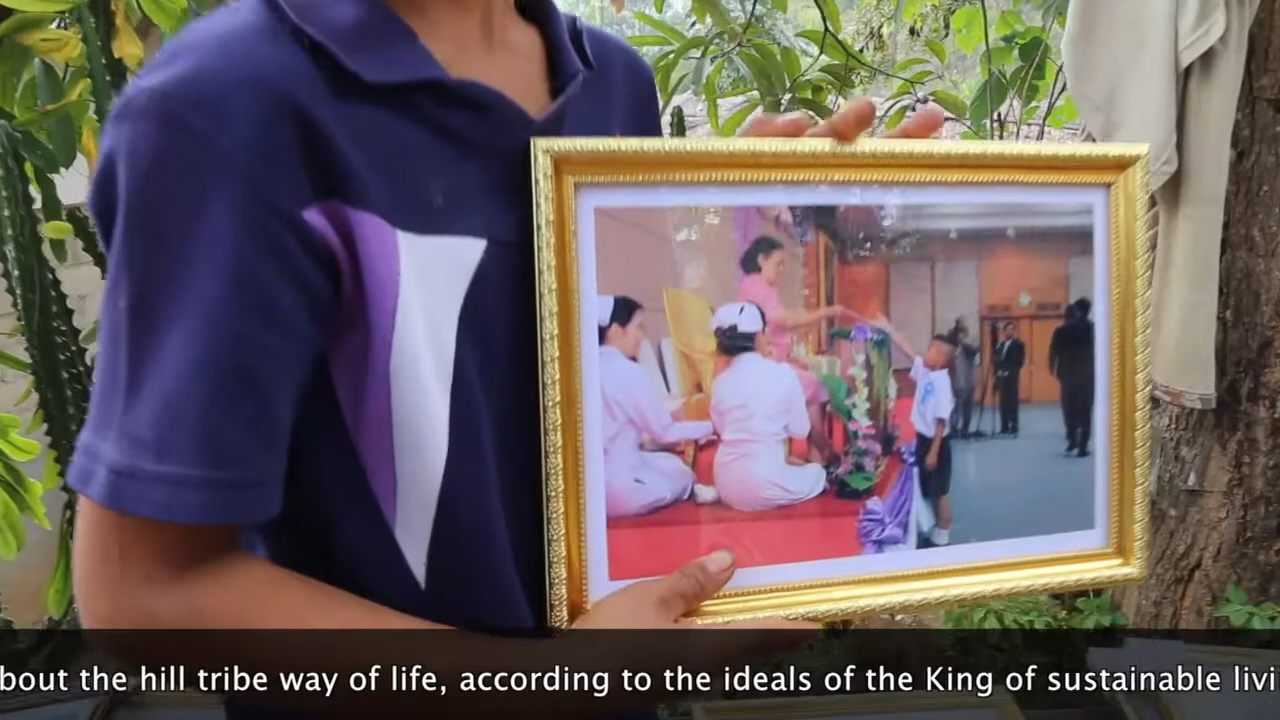 bout the hill tribe way of life, according to the ideals of the King of sustainable livi